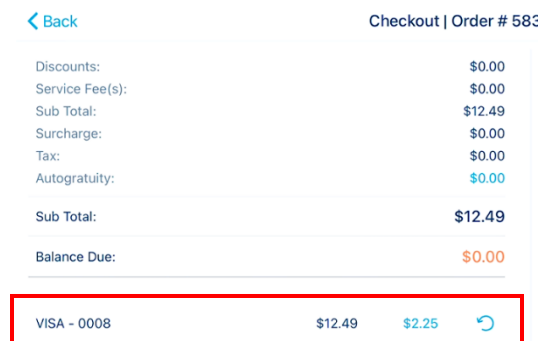 Back Checkout | Order # 583
Discounts: $0.00
Service Fee(s): $0.00
Sub Total: $12.49
Surcharge: $0.00
Tax: $0.00
Autogratuity: $0.00
Sub Total: $12.49
Balance Due: $0.00
VISA - 0008 $12.49 $2.25